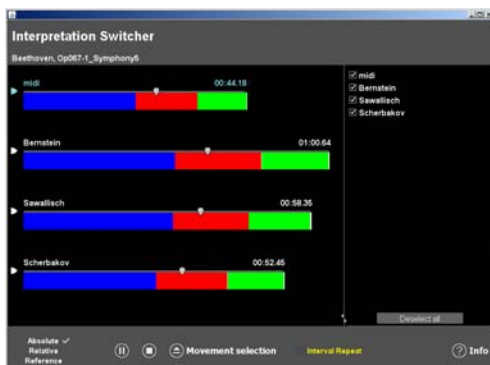 Interpretation Switcher
Beethoven, Op067-1_Symphony5
midi 00:44.18
Bernstein 01:00.64
Sawallisch 00:58.35
Scherbakov 00:52.45
midi
Bernstein
Sawallisch
Scherbakov
Deselect all
Absolute
Relative
Reference
Movement selection
Interval Repeat
? Info